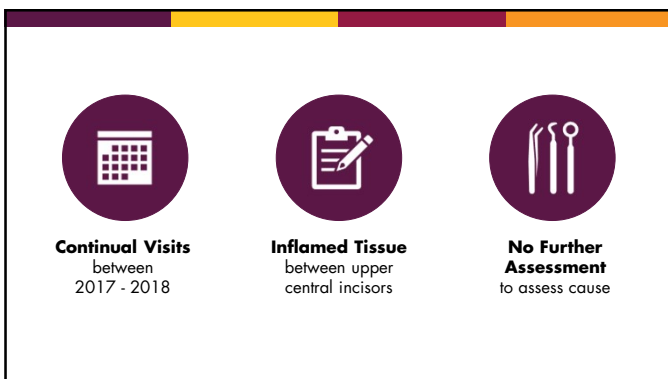 Continual Visits
between
2017 - 2018
Inflamed Tissue
between upper
central incisors
No Further
Assessment
to assess cause